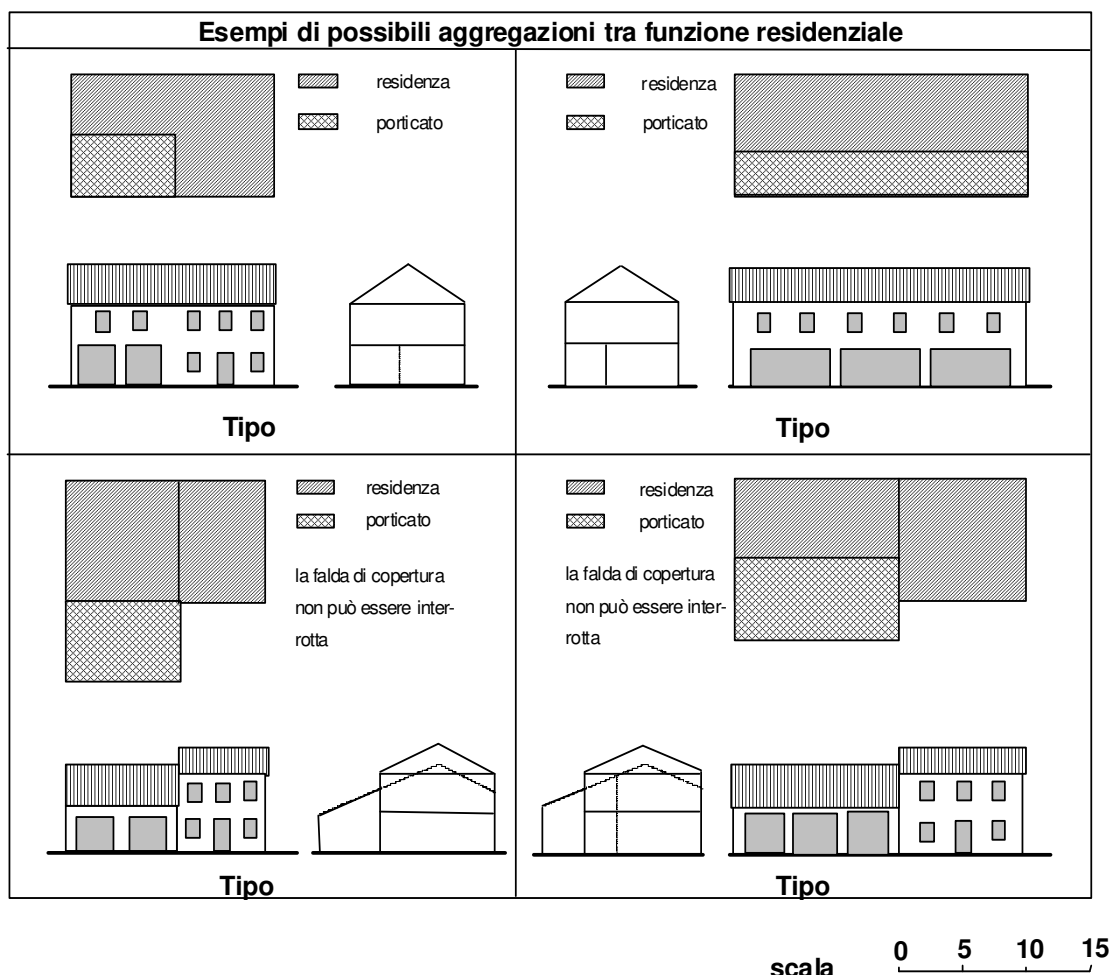 Esempi di possibili aggregazioni tra funzione residenziale
residenza
porticato
Tipo
residenza
porticato
Tipo
residenza
porticato
la falda di copertura
non può essere inter-
rotta
Tipo
residenza
porticato
la falda di copertura
non può essere inter-
rotta
Tipo
scala
0 5 10 15